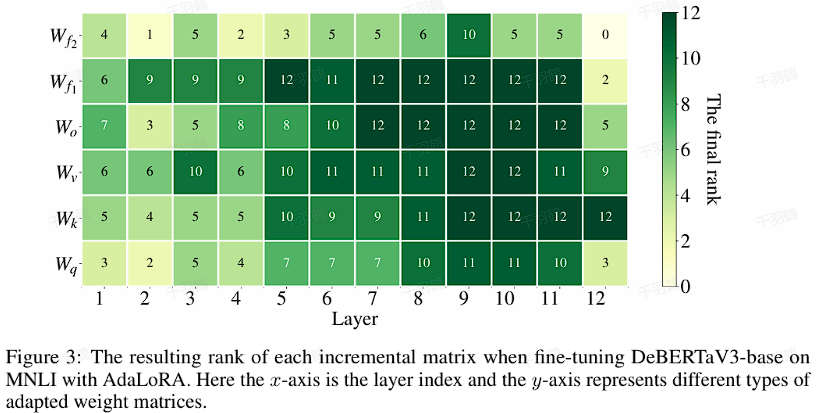 W_{f_2} 4 1 5 2 3 5 5 6 10 5 5 0
W_{f_1} 6 9 9 9 12 11 12 12 12 12 12 2
W_o 7 3 5 8 8 10 12 12 12 12 12 5
W_v 6 6 10 6 10 11 11 11 12 12 11 9
W_k 5 4 5 5 10 9 9 11 12 12 12 12
W_q 3 2 5 4 7 7 7 10 11 11 10 3
1 2 3 4 5 6 7 8 9 10 11 12
Layer
12
10
8
6
4
2
0
The final rank
Figure 3: The resulting rank of each incremental matrix when fine-tuning DeBERTaV3-base on
MNLI with AdaLoRA. Here the x-axis is the layer index and the y-axis represents different types of
adapted weight matrices.